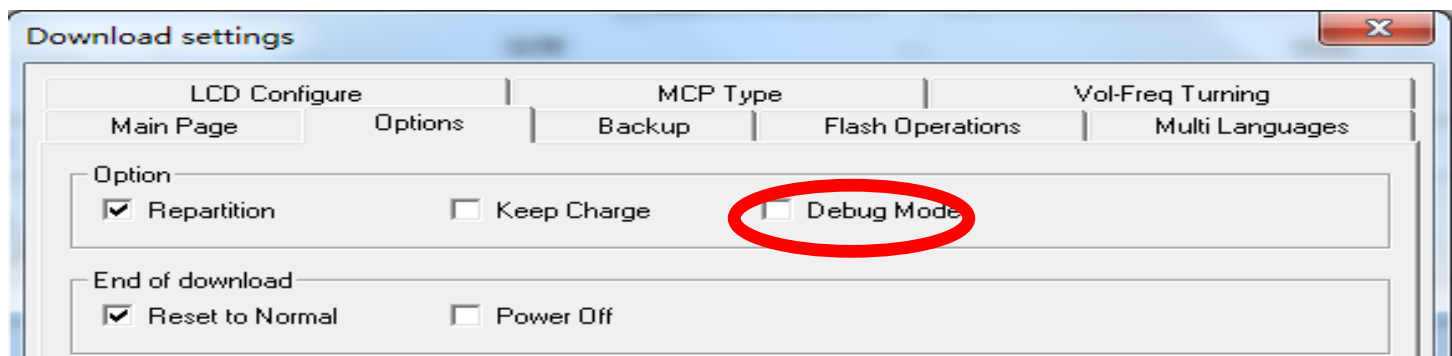 Download settings
LCD Configure MCP Type Vol-Freq Turning
Main Page Options Backup Flash Operations Multi Languages
Option
Repartition Keep Charge Debug Mode
End of download
Reset to Normal Power Off